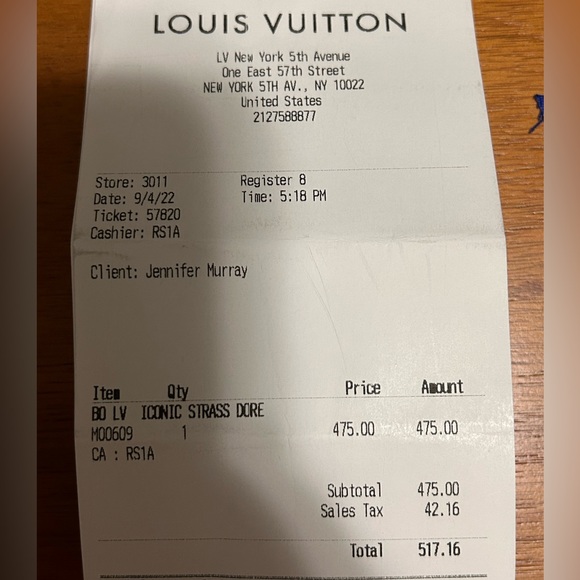 LOUIS VUITTON
LV New York 5th Avenue
One East 57th Street
NEW YORK 5TH AV., NY 10022
United States
2127588877
Store: 3011 Register 8
Date: 9/4/22 Time: 5:18 PM
Ticket: 57820
Cashier: RS1A
Client: Jennifer Murray
Item Qty Price Amount
BO LV ICONIC STRASS DORE
M00609 1 475.00 475.00
CA : RS1A
Subtotal 475.00
Sales Tax 42.16
Total 517.16